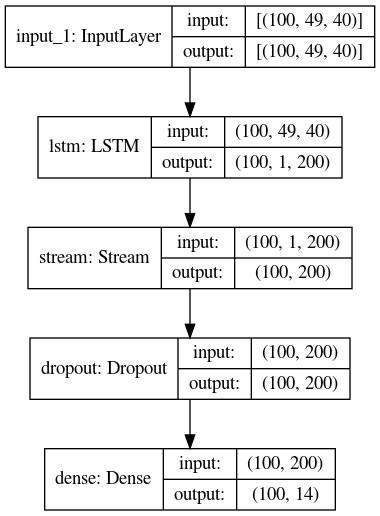 input_1: InputLayer
input: [(100, 49, 40)]
output: [(100, 49, 40)]
lstm: LSTM
input: (100, 49, 40)
output: (100, 1, 200)
stream: Stream
input: (100, 1, 200)
output: (100, 200)
dropout: Dropout
input: (100, 200)
output: (100, 200)
dense: Dense
input: (100, 200)
output: (100, 14)